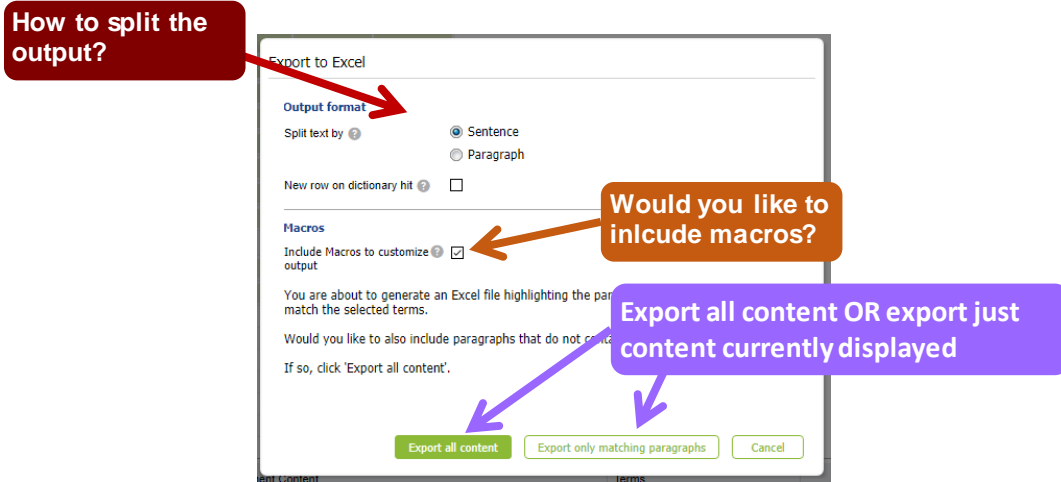 How to split the
output?
Export to Excel
Output format
Split text by ?
Sentence
Paragraph
New row on dictionary hit ?
Would you like to
inlcude macros?
Macros
Include Macros to customize ?
output
You are about to generate an Excel file highlighting the
match the selected terms.
Would you like to also include paragraphs that do not
If so, click 'Export all content'.
Export all content OR export just
content currently displayed
Export all content
Export only matching paragraphs
Cancel
Content
Terms